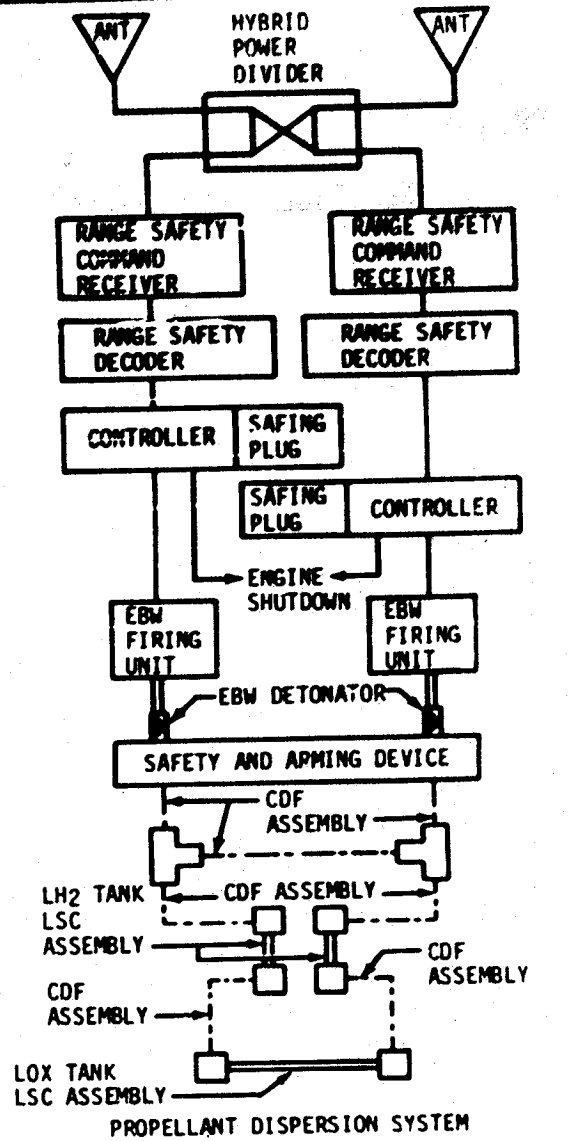 ANT
HYBRID
POWER
DIVIDER
ANT
RANGE SAFETY
COMMAND
RECEIVER
RANGE SAFETY
COMMAND
RECEIVER
RANGE SAFETY
DECODER
RANGE SAFETY
DECODER
CONTROLLER
SAFING
PLUG
SAFING
PLUG
CONTROLLER
ENGINE
SHUTDOWN
EBW
FIRING
UNIT
EBW
FIRING
UNIT
EBW DETONATOR
SAFETY AND ARMING DEVICE
CDF
ASSEMBLY
CDF ASSEMBLY
LH2 TANK
LSC
ASSEMBLY
CDF
ASSEMBLY
CDF
ASSEMBLY
LOX TANK
LSC ASSEMBLY
PROPELLANT DISPERSION SYSTEM